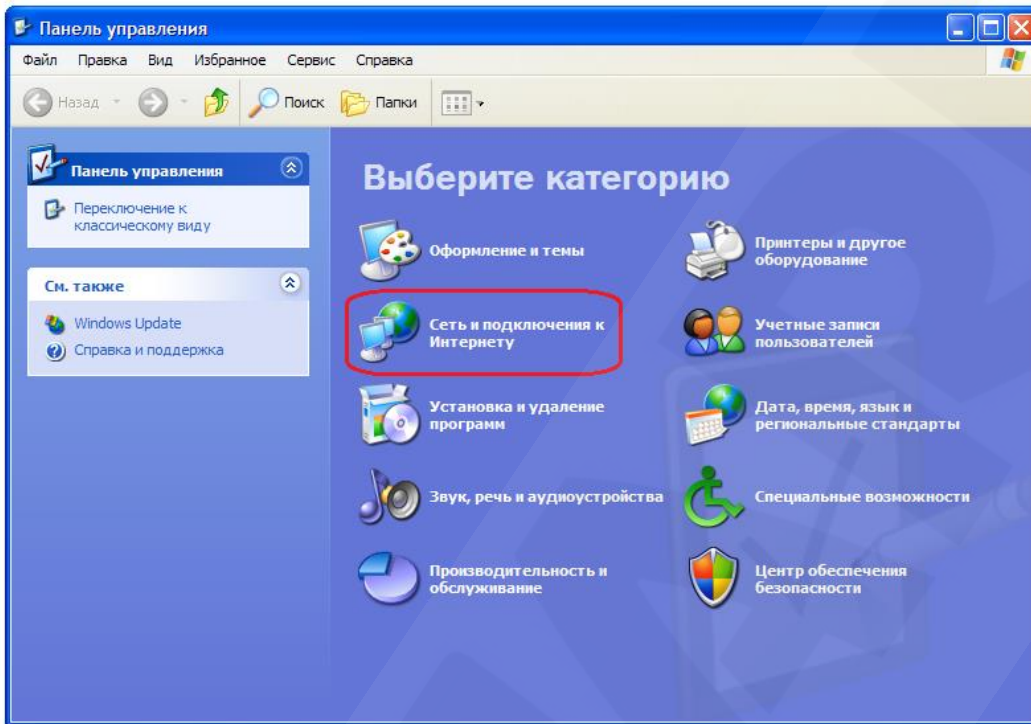 Панель управления
Файл Правка Вид Избранное Сервис Справка
Назад Поиск Папки
Панель управления
Переключение к
классическому виду
См. также
Windows Update
Справка и поддержка
Выберите категорию
Оформление и темы
Принтеры и другое
оборудование
Сеть и подключения к
Интернету
Учетные записи
пользователей
Установка и удаление
программ
Дата, время, язык и
региональные стандарты
Звук, речь и аудиоустройства
Специальные возможности
Производительность и
обслуживание
Центр обеспечения
безопасности